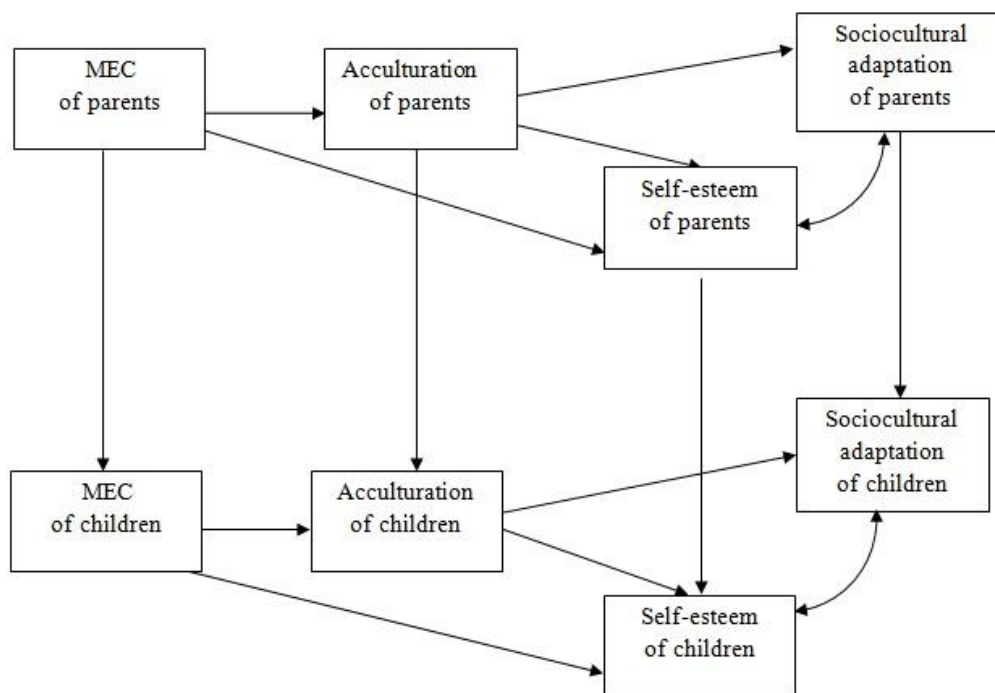 MEC
of parents
Acculturation
of parents
Sociocultural
adaptation
of parents
Self-esteem
of parents
MEC
of children
Acculturation
of children
Sociocultural
adaptation
of children
Self-esteem
of children